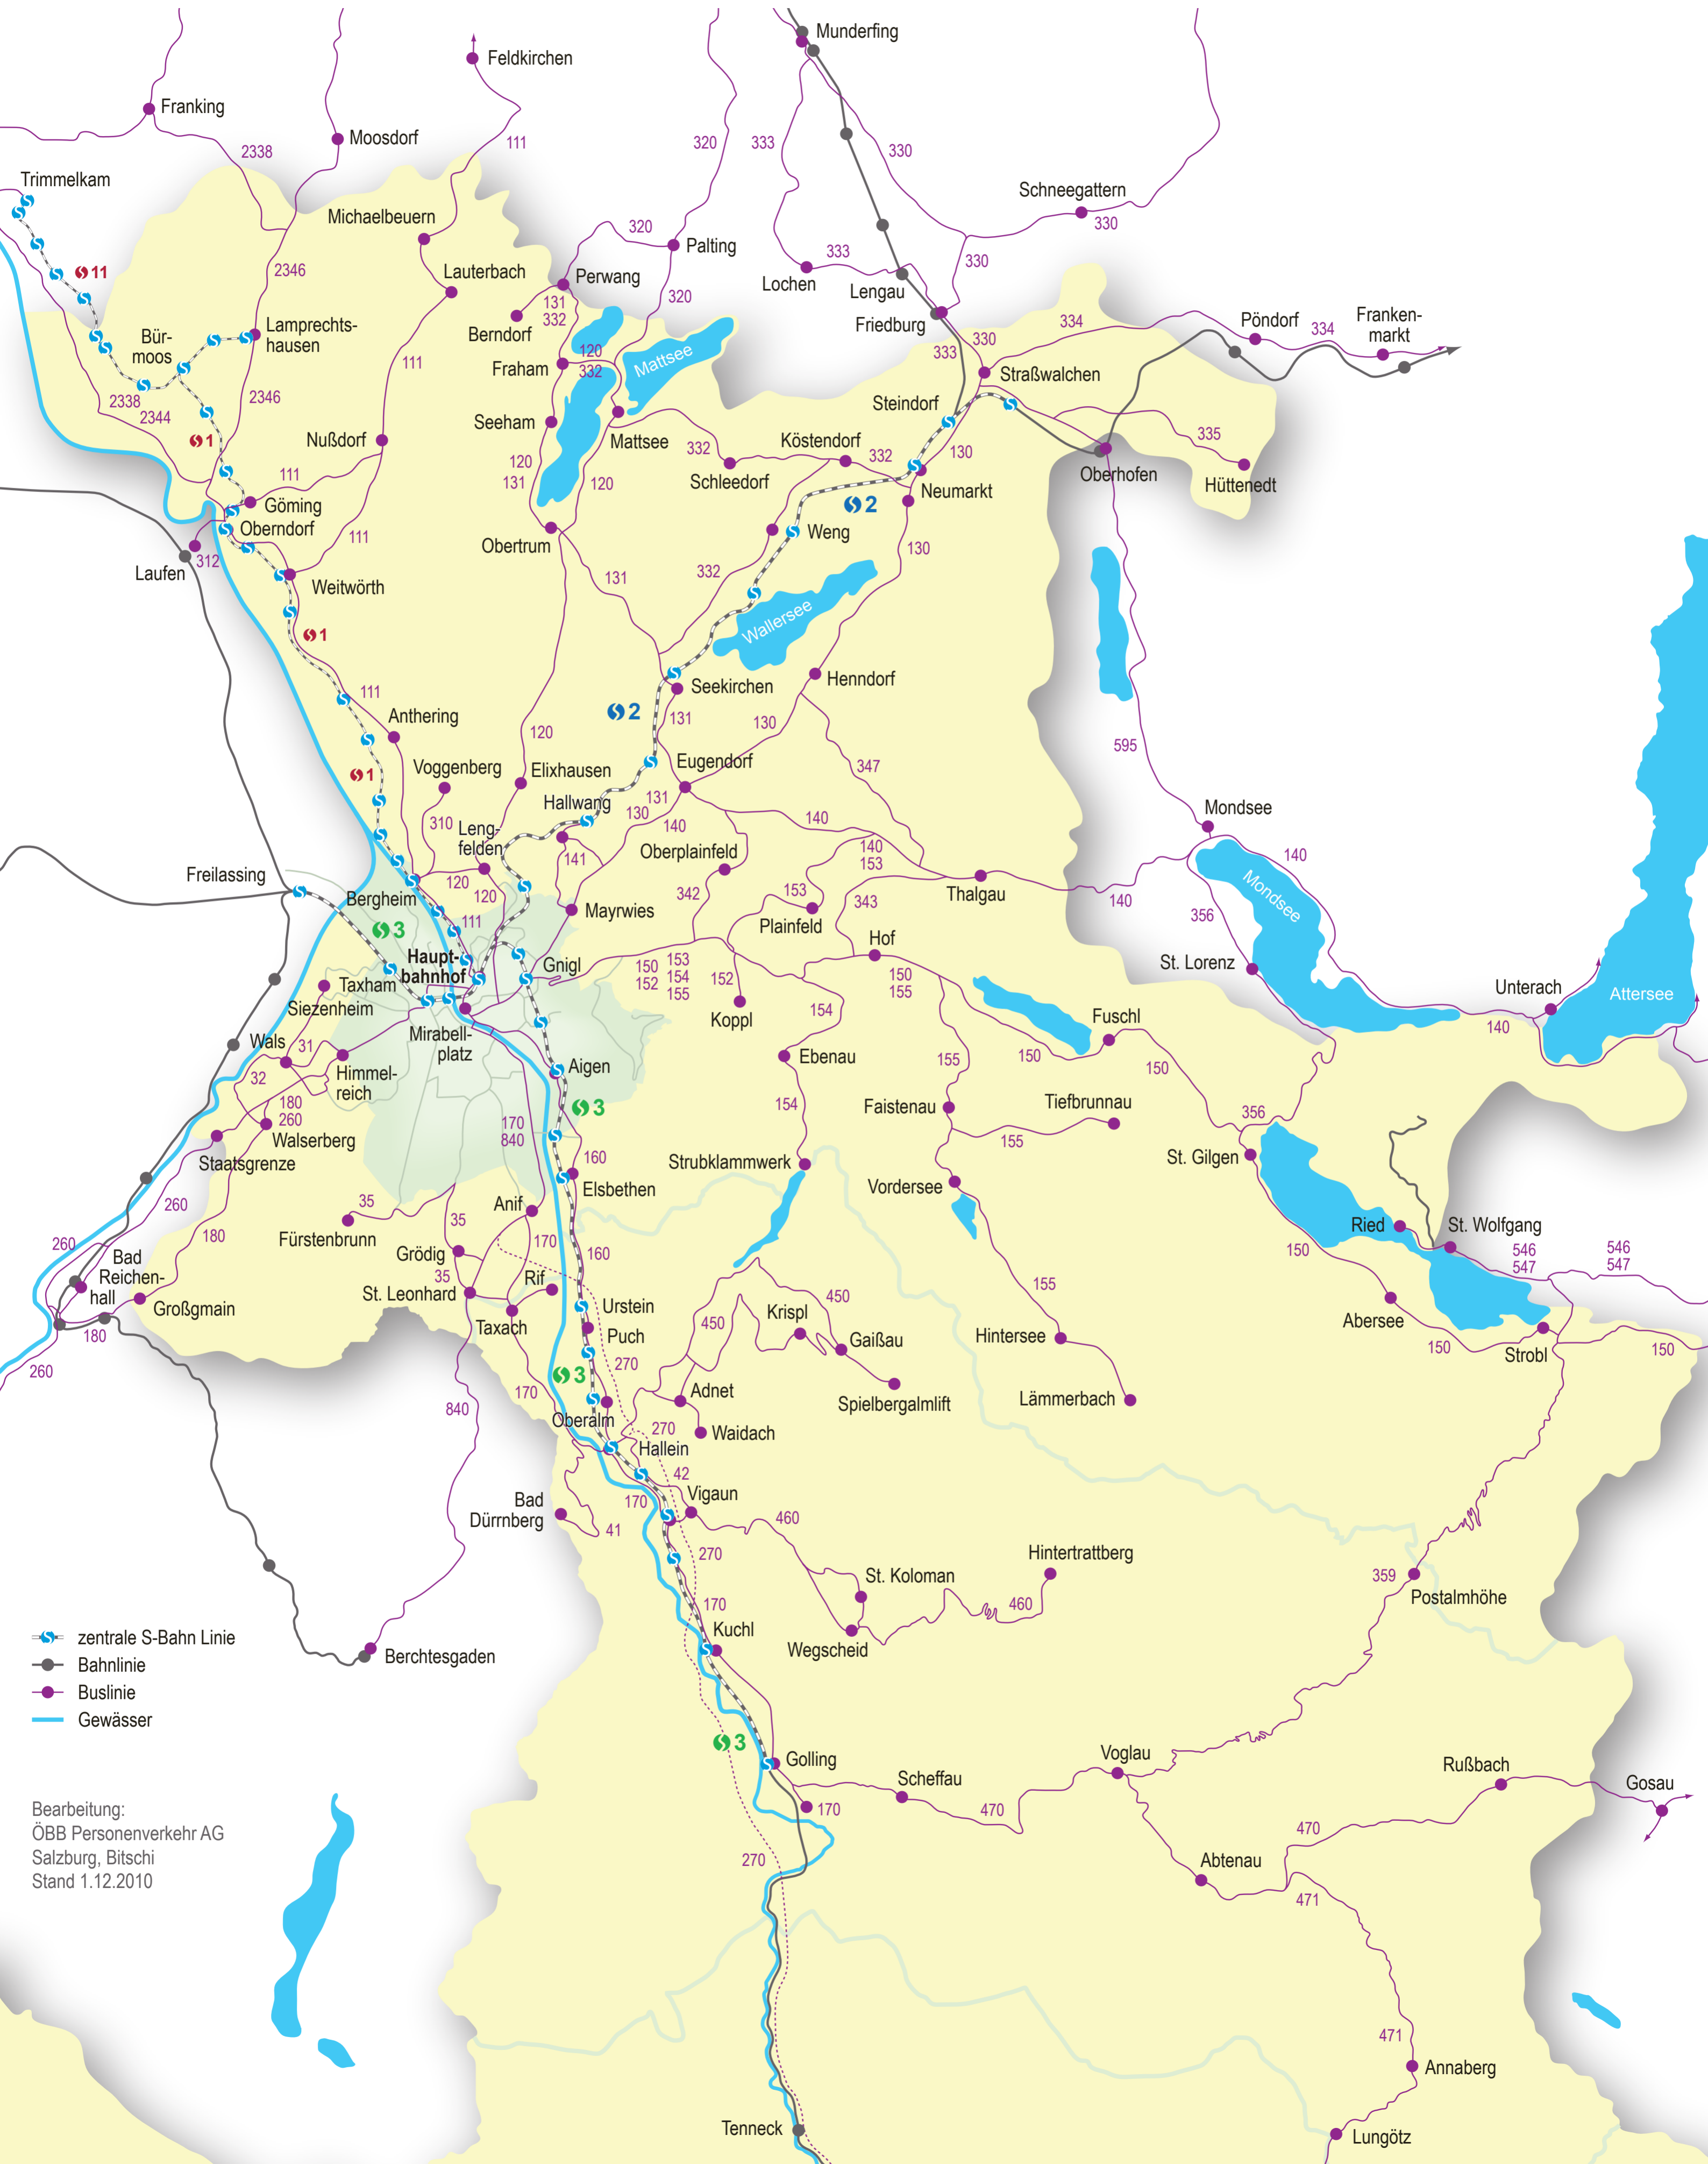 Munderfing
Feldkirchen
Franking
Moosdorf
111
320
333
330
2338
Trimmelkam
Michaelbeuern
Schneegattern
330
320
Palting
11
2346
Lauterbach
Perwang
333
330
Lochen
Lengau
320
131
332
Berndorf
Friedburg
Bür-
moos
Lamprechts-
hausen
334
Pöndorf
334
Franken-
markt
330
333
Mattsee
120
332
Fraham
111
Straßwalchen
2338
2344
2346
Steindorf
Seeham
Mattsee
1
Nußdorf
332
Köstendorf
332
130
335
120
131
111
120
Schleedorf
Oberhofen
Hüttenedt
Neumarkt
2
Göming
Oberndorf
Weng
Obertrum
111
130
312
Laufen
Weitwörth
131
332
Wallersee
1
Seekirchen
Henndorf
111
2
131
130
Anthering
120
595
Eugendorf
347
1
Voggenberg
Elixhausen
131
130
Hallwang
310
Leng-
felden
140
140
Mondsee
140
Oberplainfeld
140
153
141
Freilassing
120
120
Thalgau
153
Mondsee
Bergheim
342
343
140
356
Mayrwies
Plainfeld
111
3
Hof
Haupt-
bahnhof
Gnigl
150
152
153
154
155
152
150
155
St. Lorenz
Taxham
Siezenheim
Unterach
Attersee
Koppl
154
Fuschl
140
Mirabell-
platz
Wals
31
Ebenau
155
150
150
Himmel-
reich
Aigen
32
180
260
170
840
3
154
Faistenau
Tiefbrunnau
356
Walserberg
155
Staatsgrenze
160
Strubklammwerk
St. Gilgen
Elsbethen
Vordersee
260
35
Anif
35
Fürstenbrunn
180
170
160
Ried
St. Wolfgang
260
Grödig
150
546
547
546
547
Bad
Reichen-
hall
35
Rif
St. Leonhard
155
Großgmain
450
Urstein
Krispl
Abersee
180
Taxach
Puch
450
Hintersee
Gaißau
Strobl
150
150
260
270
3
170
Adnet
Spielbergalmlift
Lämmerbach
840
Oberalm
270
Waidach
Hallein
42
Bad
Dürrnberg
170
Vigaun
460
41
270
Hintertrattberg
St. Koloman
359
Postalmhöhe
170
460
Kuchl
Wegscheid
zentrale S-Bahn Linie
Berchtesgaden
Bahnlinie
Buslinie
Gewässer
3
Golling
Voglau
Rußbach
Scheffau
Gosau
170
470
470
Bearbeitung:
ÖBB Personenverkehr AG
Salzburg, Bitschi
Stand 1.12.2010
270
Abtenau
471
471
Annaberg
Tenneck
Lungötz